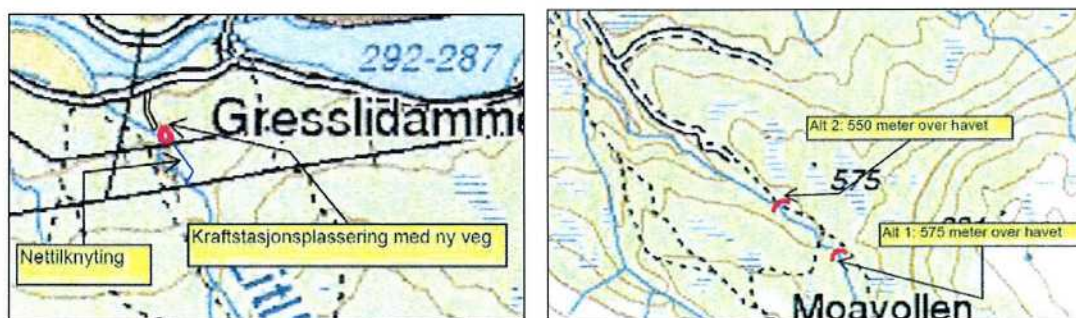 292-287
Gresslidamme
Kraftstasjonsplassering med ny veg
Nettilknyting
Alt 2: 550 meter over havet
575
Alt 1: 575 meter over havet
Moavollen